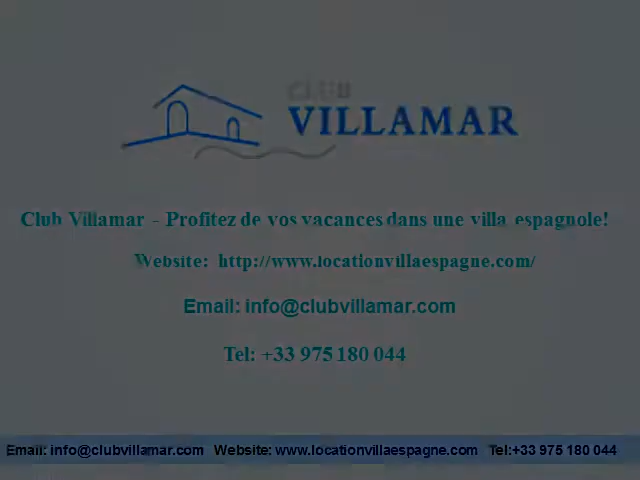 CLUB
VILLAMAR
Club Villamar - Profitez de vos vacances dans une villa espagnole!
Website: http://www.locationvillaespagne.com/
Email: info@clubvillamar.com
Tel: +33 975 180 044
Email: info@clubvillamar.com Website: www.locationvillaespagne.com Tel:+33 975 180 044